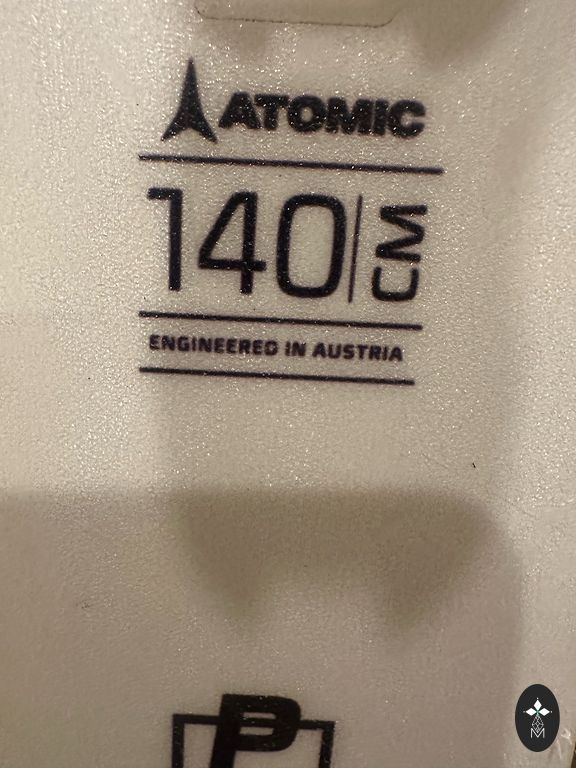 ATOMIC
140 CM
ENGINEERED IN AUSTRIA
P
M